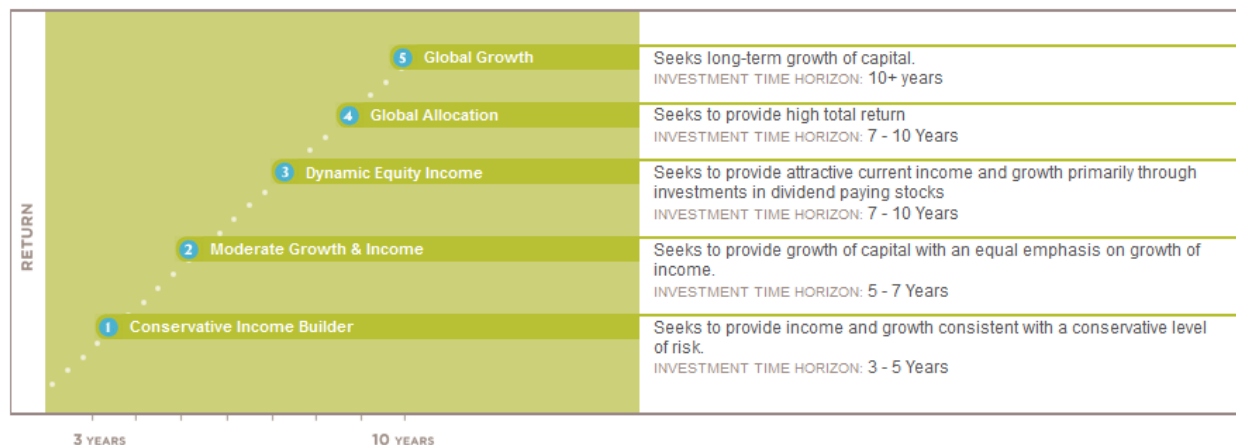 RETURN
5 Global Growth
Seeks long-term growth of capital.
INVESTMENT TIME HORIZON: 10+ years
4 Global Allocation
Seeks to provide high total return
INVESTMENT TIME HORIZON: 7 - 10 Years
3 Dynamic Equity Income
Seeks to provide attractive current income and growth primarily through
investments in dividend paying stocks
INVESTMENT TIME HORIZON: 7 - 10 Years
2 Moderate Growth & Income
Seeks to provide growth of capital with an equal emphasis on growth of
income.
INVESTMENT TIME HORIZON: 5 - 7 Years
1 Conservative Income Builder
Seeks to provide income and growth consistent with a conservative level
of risk.
INVESTMENT TIME HORIZON: 3 - 5 Years
3 YEARS
10 YEARS